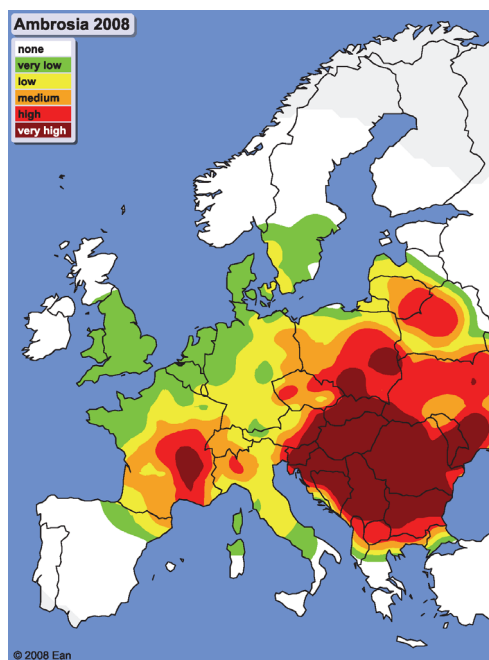 Ambrosia 2008
none
very low
low
medium
high
very high
© 2008 Ean